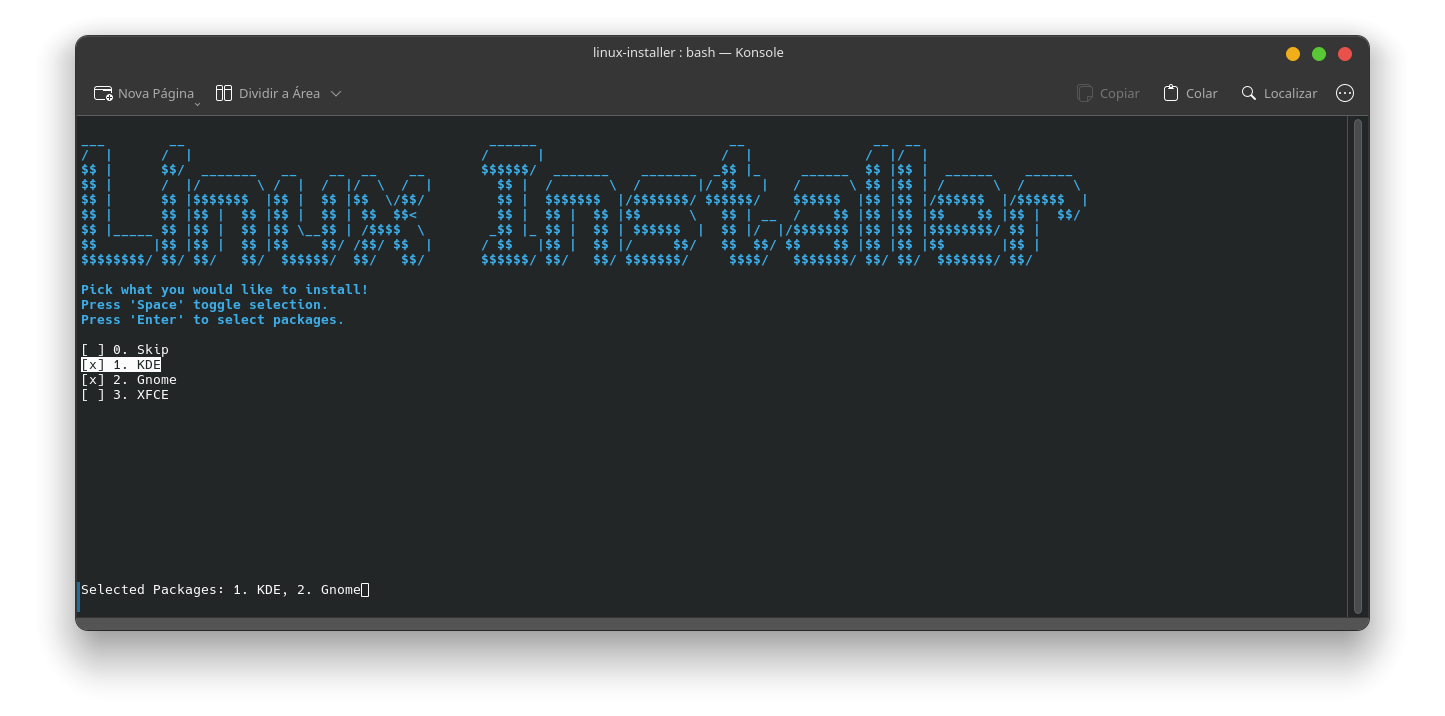 linux-installer : bash — Konsole
Nova Página
Dividir a Área
Copiar
Colar
Localizar
Linux Installer
Pick what you would like to install!
Press 'Space' toggle selection.
Press 'Enter' to select packages.
[ ] 0. Skip
[x] 1. KDE
[x] 2. Gnome
[ ] 3. XFCE
Selected Packages: 1. KDE, 2. Gnome